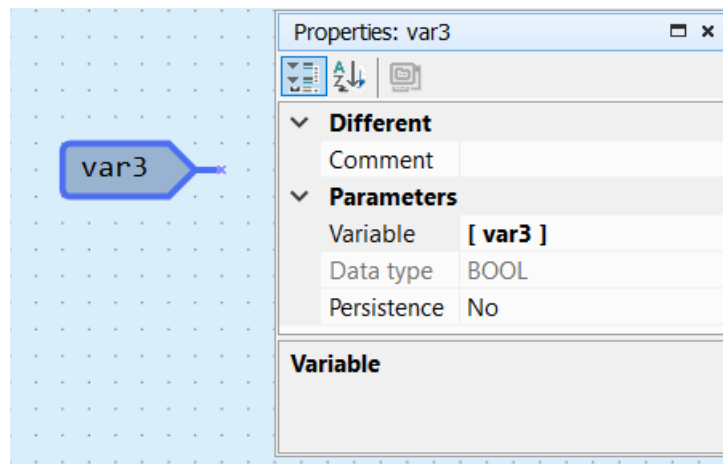 Properties: var3
Different
var3
Comment
Parameters
Variable [ var3 ]
Data type BOOL
Persistence No
Variable